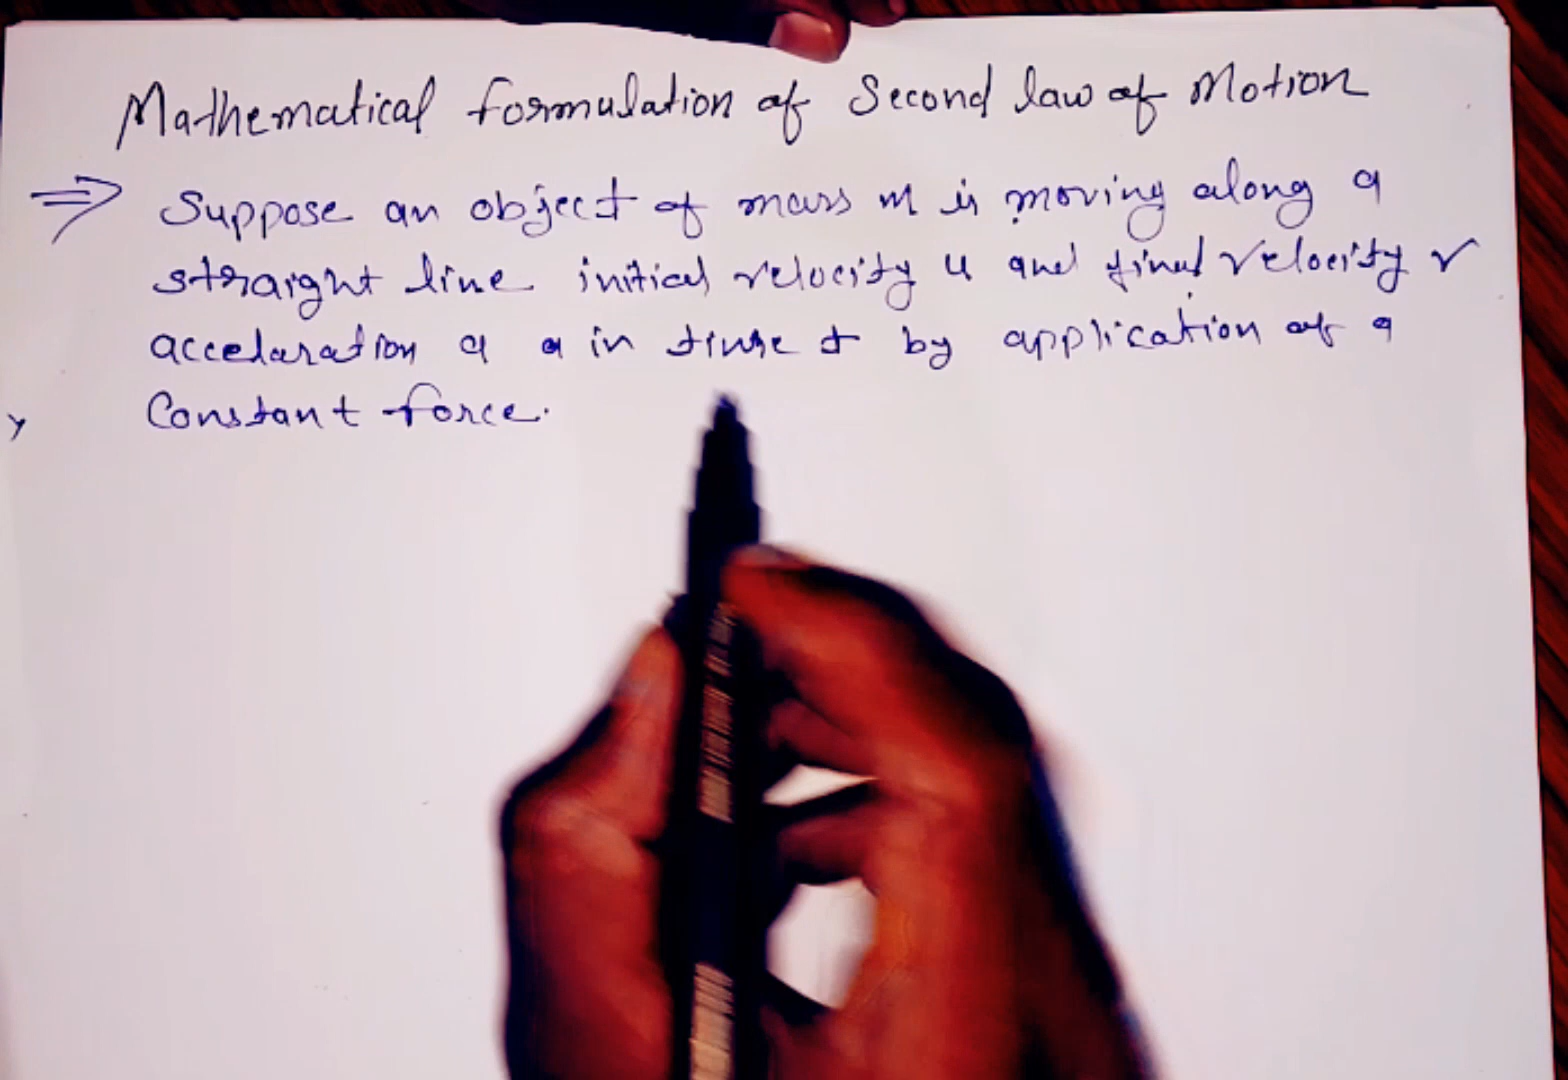 Mathematical formulation of Second law of Motion
⇒ Suppose an object of mass m is moving along a
straight line initial velocity u and final velocity v
accelaration a a in time t by application of a
Constant force.